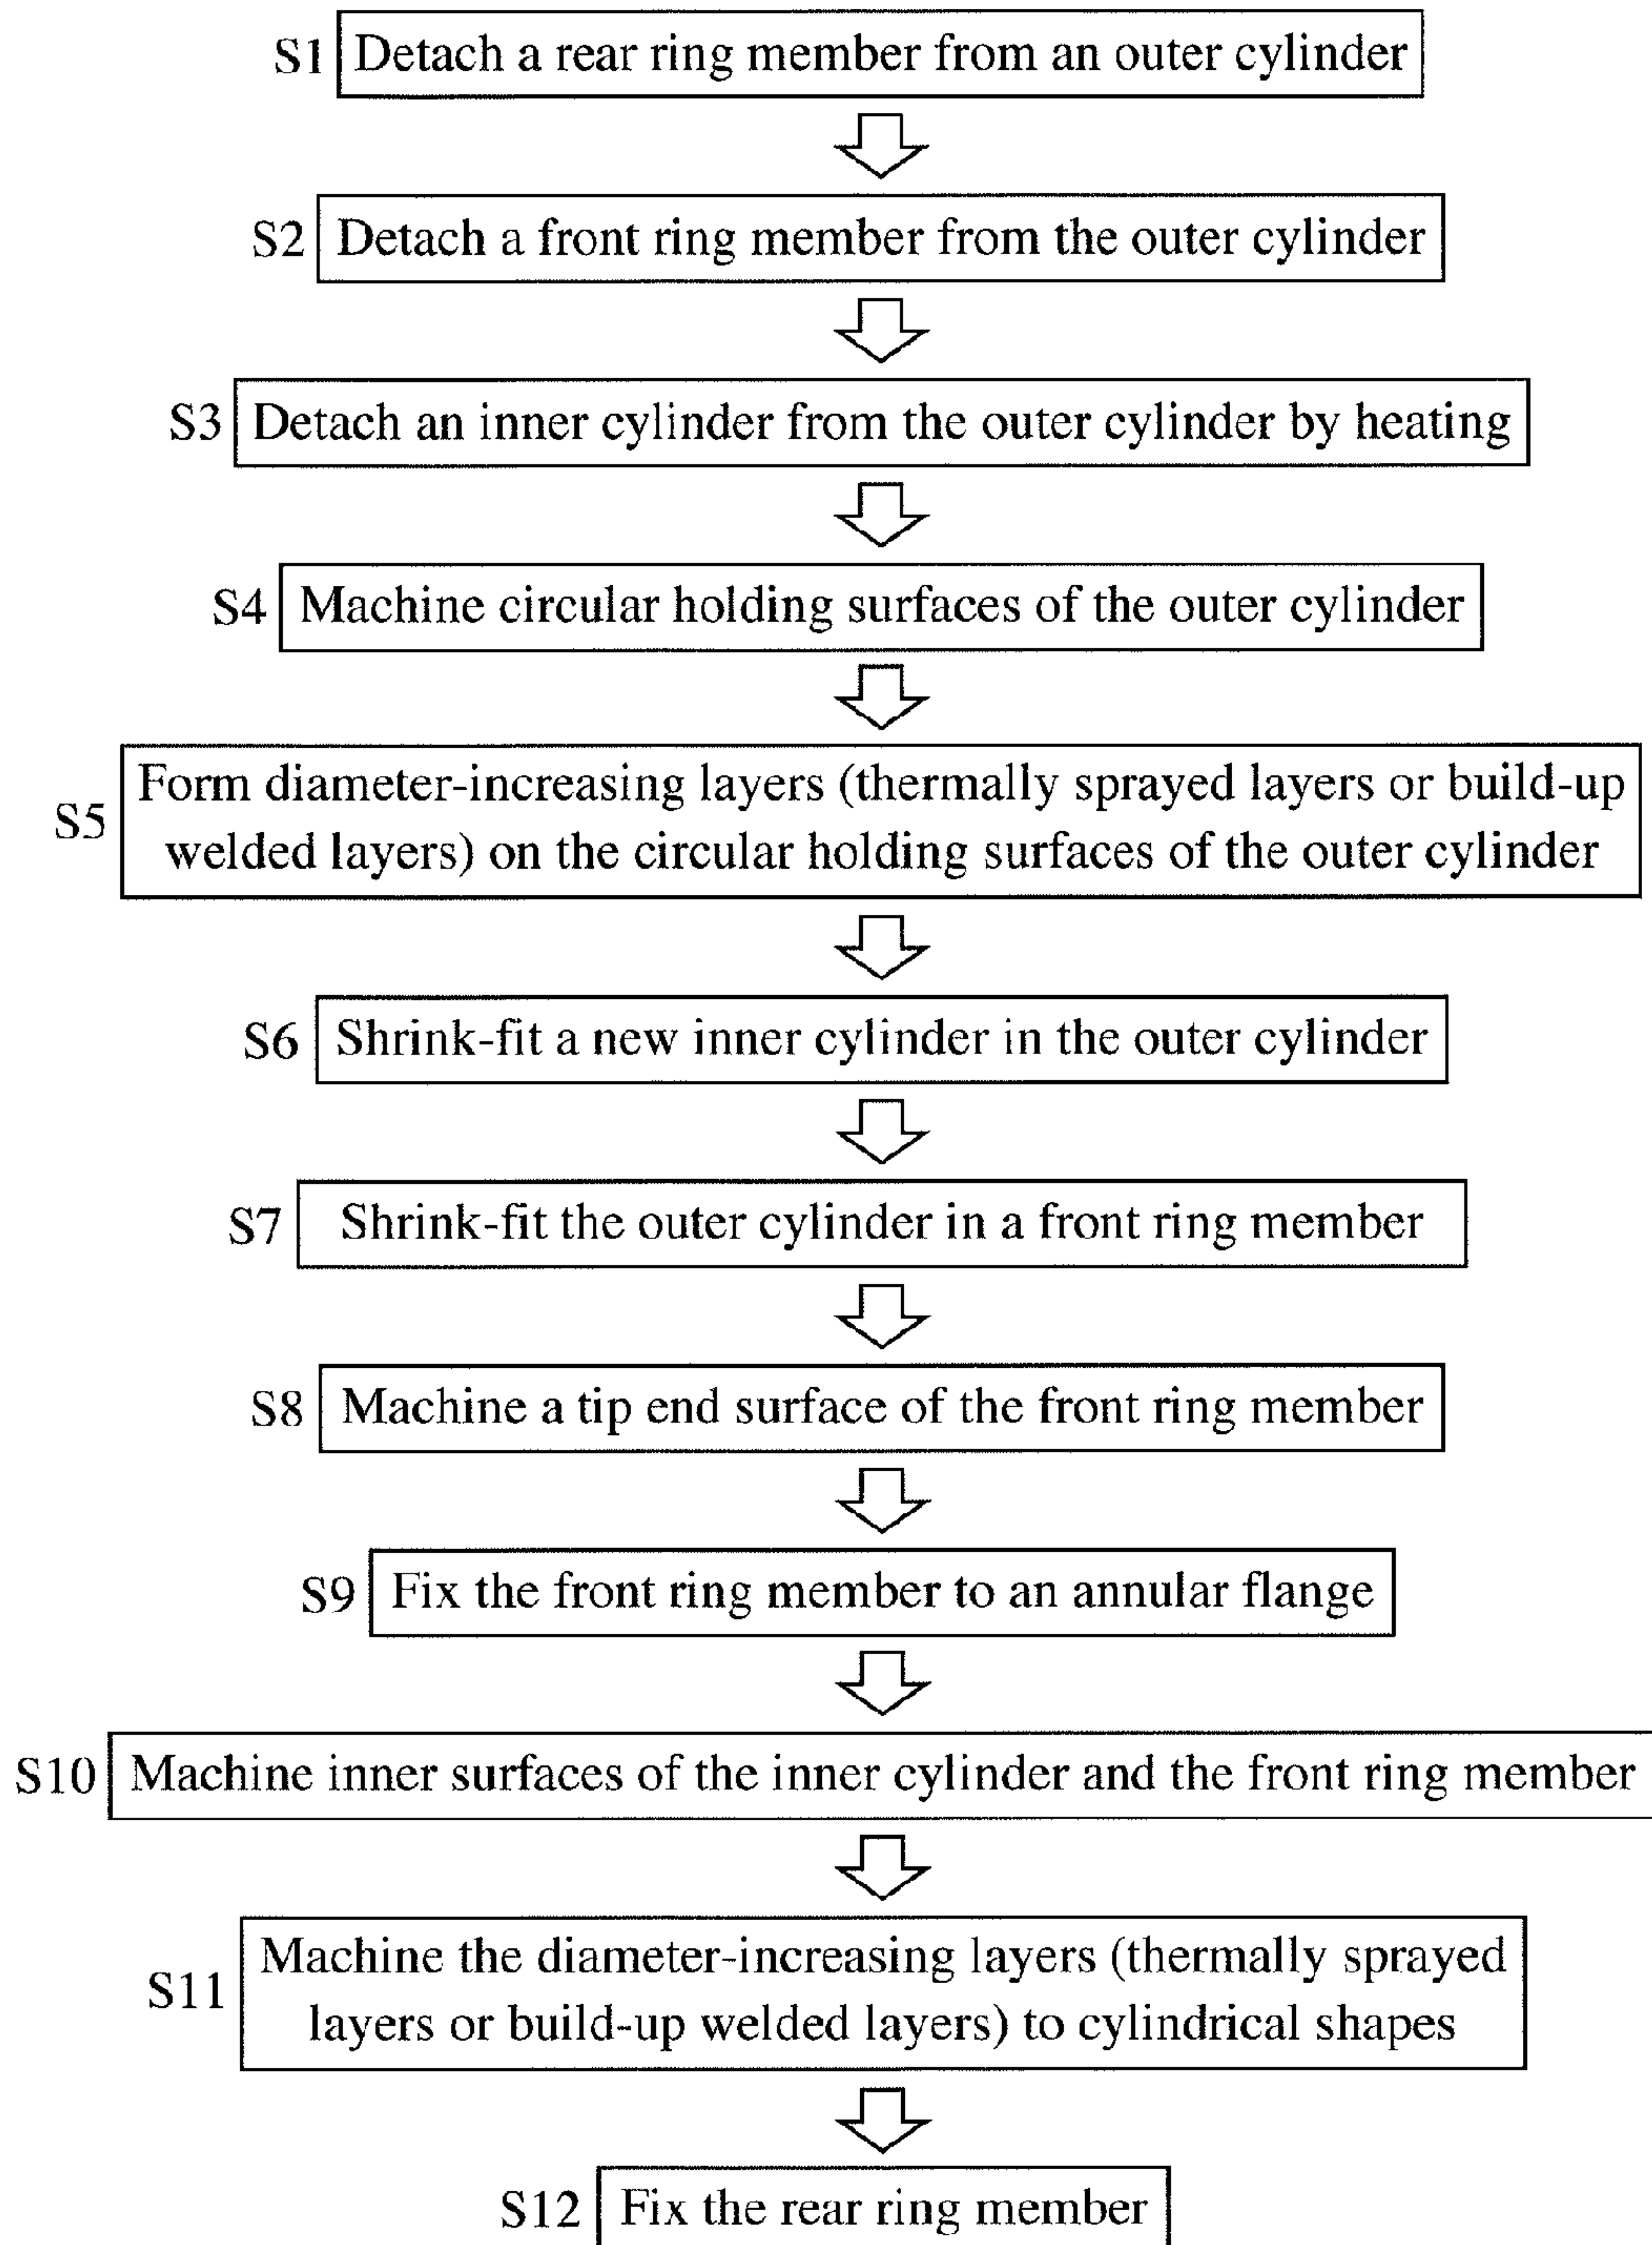 S1 Detach a rear ring member from an outer cylinder
S2 Detach a front ring member from the outer cylinder
S3 Detach an inner cylinder from the outer cylinder by heating
S4 Machine circular holding surfaces of the outer cylinder
S5 Form diameter-increasing layers (thermally sprayed layers or build-up
welded layers) on the circular holding surfaces of the outer cylinder
S6 Shrink-fit a new inner cylinder in the outer cylinder
S7 Shrink-fit the outer cylinder in a front ring member
S8 Machine a tip end surface of the front ring member
S9 Fix the front ring member to an annular flange
S10 Machine inner surfaces of the inner cylinder and the front ring member
S11 Machine the diameter-increasing layers (thermally sprayed
layers or build-up welded layers) to cylindrical shapes
S12 Fix the rear ring member